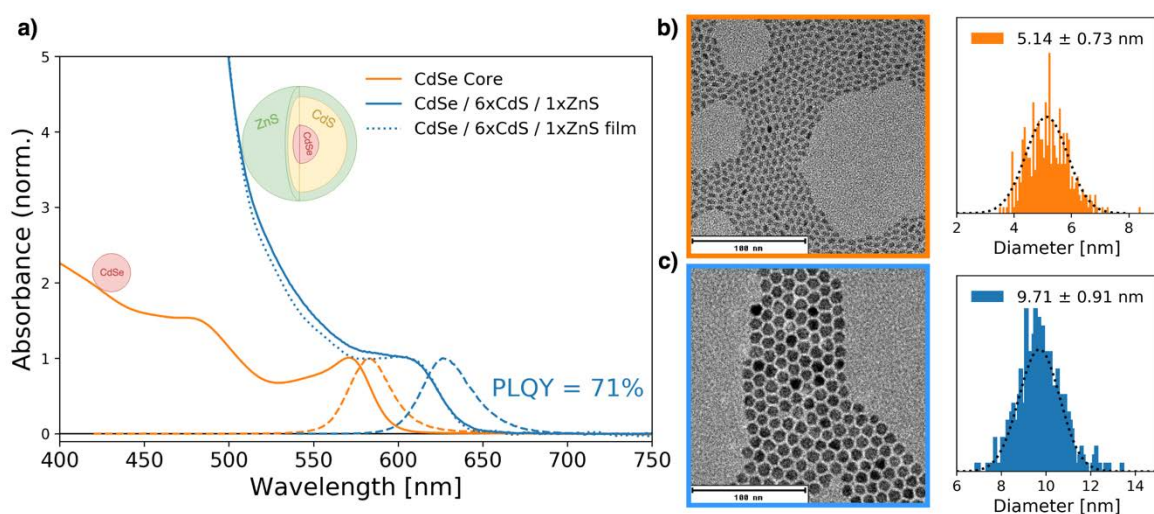 a)
5
4
3
2
1
0
400 450 500 550 600 650 700 750
Absorbance (norm.)
Wavelength [nm]
CdSe Core
CdSe / 6xCdS / 1xZnS
CdSe / 6xCdS / 1xZnS film
ZnS
CdS
CdSe
CdSe
PLQY = 71%
b)
100 nm
5.14 ± 0.73 nm
2 4 6 8
Diameter [nm]
c)
100 nm
9.71 ± 0.91 nm
6 8 10 12 14
Diameter [nm]